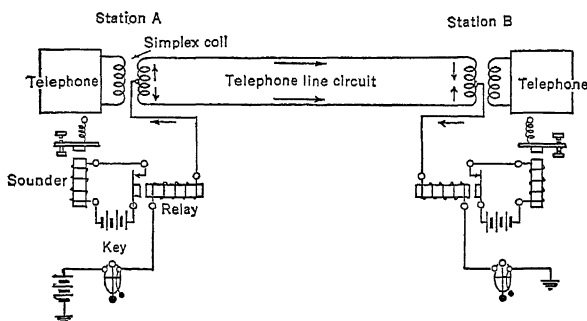 Station A
Station B
Simplex coil
Telephone
Telephone line circuit
Telephone
Sounder
Relay
Key